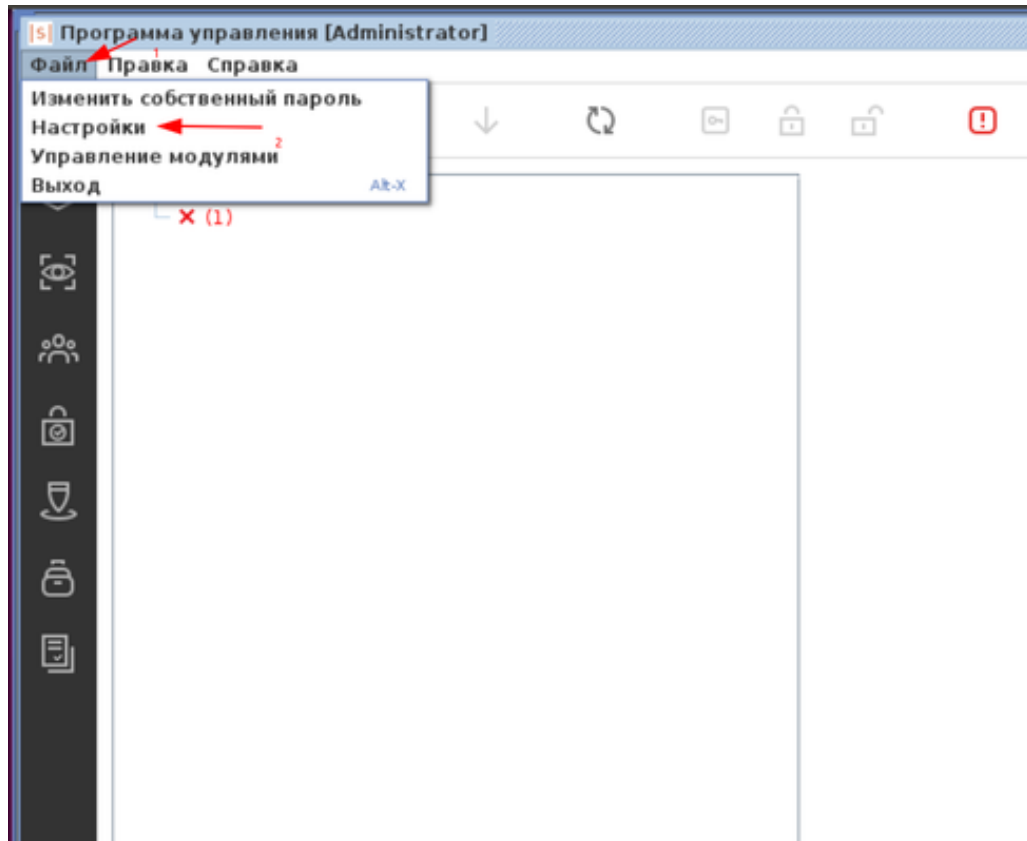 |S| Программа управления [Administrator]
Файл Правка Справка
1
Изменить собственный пароль
Настройки
2
Управление модулями
Выход Alt-X
(1)